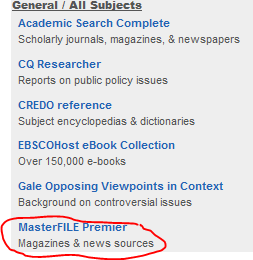 General / All Subjects
Academic Search Complete
Scholarly journals, magazines, & newspapers
CQ Researcher
Reports on public policy issues
CREDO reference
Subject encyclopedias & dictionaries
EBSCOHost eBook Collection
Over 150,000 e-books
Gale Opposing Viewpoints in Context
Background on controversial issues
MasterFILE Premier
Magazines & news sources